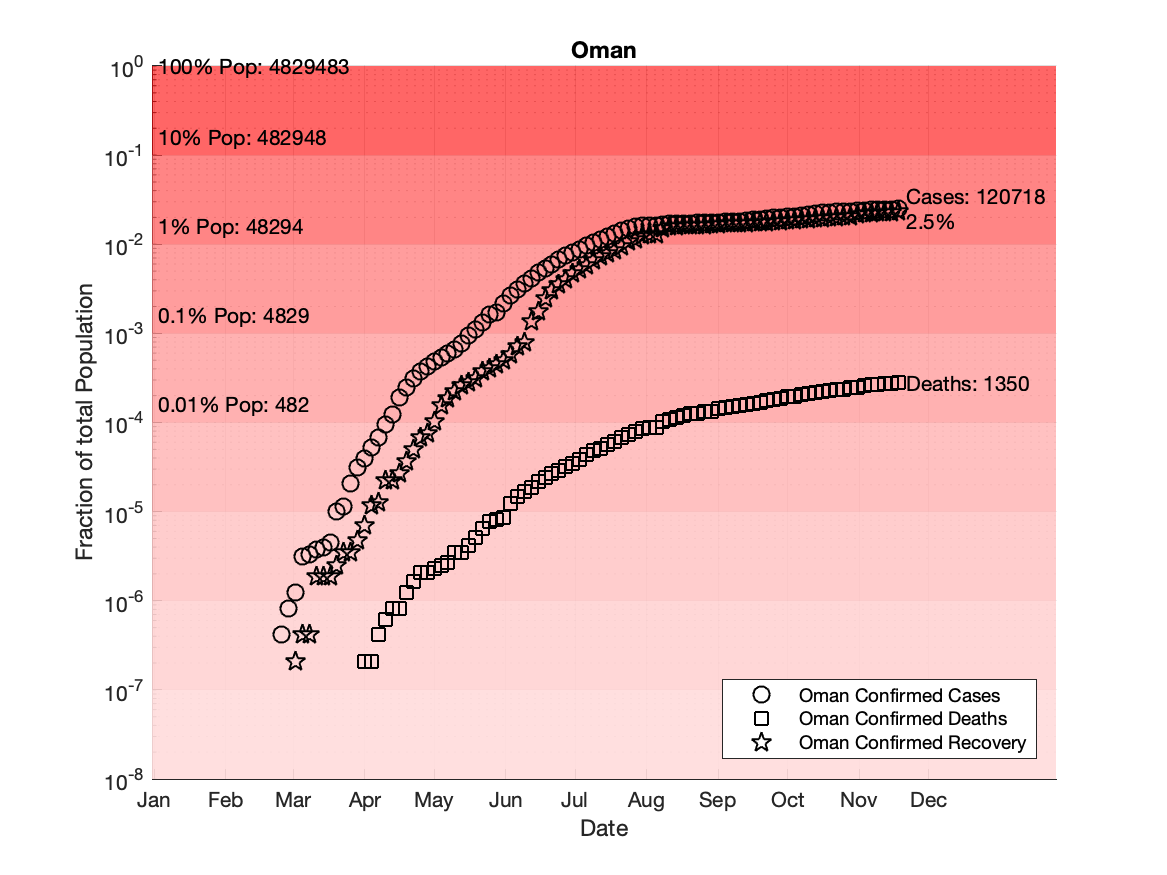 Oman
10^0
100% Pop: 4829483
10% Pop: 482948
10^-1
1% Pop: 48294
10^-2
0.1% Pop: 4829
10^-3
0.01% Pop: 482
10^-4
10^-5
10^-6
10^-7
10^-8
Fraction of total Population
Cases: 120718
2.5%
Deaths: 1350
Oman Confirmed Cases
Oman Confirmed Deaths
Oman Confirmed Recovery
Jan Feb Mar Apr May Jun Jul Aug Sep Oct Nov Dec
Date